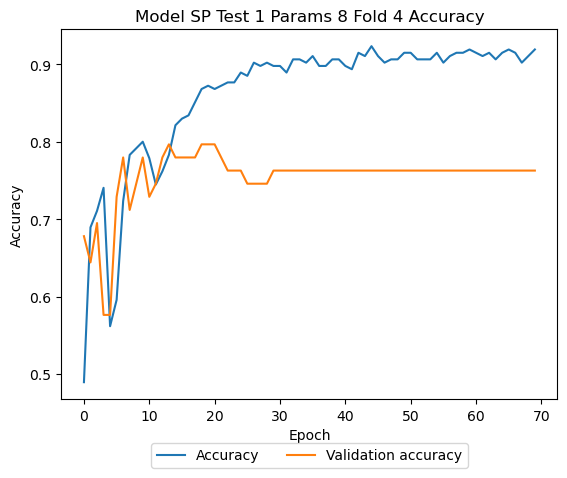 Model SP Test 1 Params 8 Fold 4 Accuracy
0.9
0.8
0.7
0.6
0.5
Accuracy
0 10 20 30 40 50 60 70
Epoch
Accuracy Validation accuracy